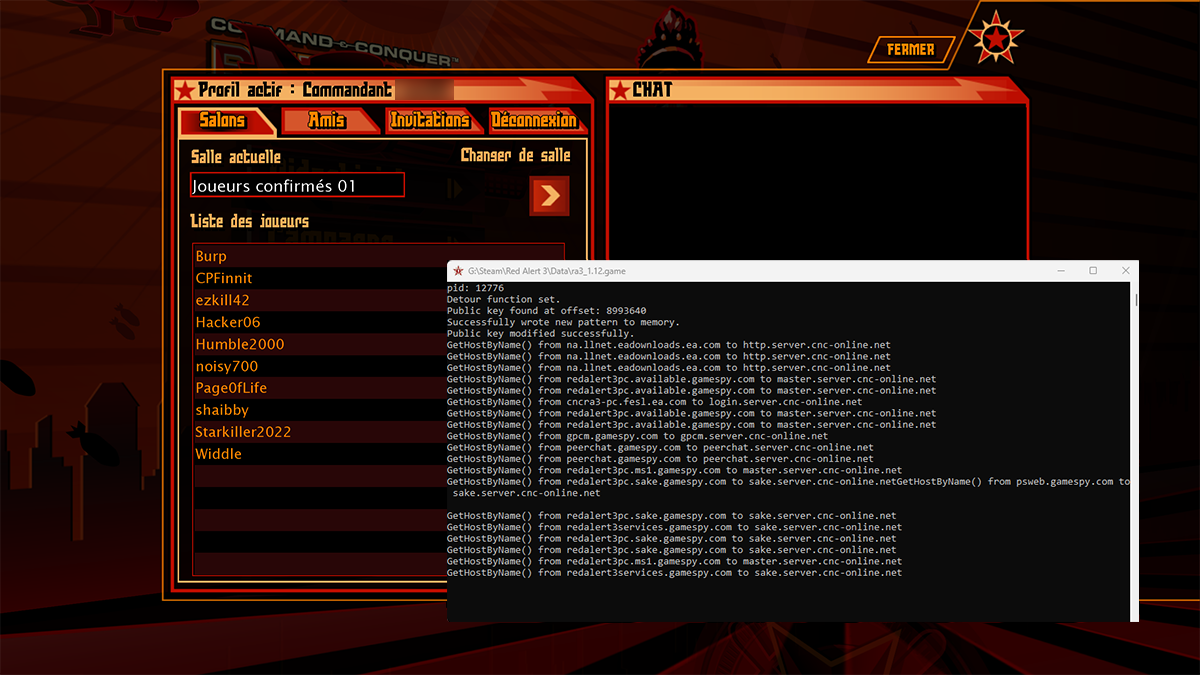 COMMAND & CONQUER™
FERMER
Profil actif : Commandant
CHAT
Salons
Amis
Invitations
Déconnexion
Salle actuelle
Changer de salle
Joueurs confirmés 01
Liste des joueurs
Burp
CPFinnit
ezkill42
Hacker06
Humble2000
noisy700
PageOfLife
shaibby
Starkiller2022
Widdle
G:\Steam\Red Alert 3\Data\ra3_1.12.game
pid: 12776
Detour function set.
Public key found at offset: 8993640
Successfully wrote new pattern to memory.
Public key modified successfully.
GetHostByName() from na.llnet.eadownloads.ea.com to http.server.cnc-online.net
GetHostByName() from na.llnet.eadownloads.ea.com to http.server.cnc-online.net
GetHostByName() from na.llnet.eadownloads.ea.com to http.server.cnc-online.net
GetHostByName() from redalert3pc.available.gamespy.com to master.server.cnc-online.net
GetHostByName() from redalert3pc.available.gamespy.com to master.server.cnc-online.net
GetHostByName() from cncra3-pc.fesl.ea.com to login.server.cnc-online.net
GetHostByName() from redalert3pc.available.gamespy.com to master.server.cnc-online.net
GetHostByName() from redalert3pc.available.gamespy.com to master.server.cnc-online.net
GetHostByName() from gpcm.gamespy.com to gpcm.server.cnc-online.net
GetHostByName() from peerchat.gamespy.com to peerchat.server.cnc-online.net
GetHostByName() from peerchat.gamespy.com to peerchat.server.cnc-online.net
GetHostByName() from redalert3pc.ms1.gamespy.com to master.server.cnc-online.net
GetHostByName() from redalert3pc.sake.gamespy.com to sake.server.cnc-online.netGetHostByName() from psweb.gamespy.com to
sake.server.cnc-online.net
GetHostByName() from redalert3pc.sake.gamespy.com to sake.server.cnc-online.net
GetHostByName() from redalert3services.gamespy.com to sake.server.cnc-online.net
GetHostByName() from redalert3pc.sake.gamespy.com to sake.server.cnc-online.net
GetHostByName() from redalert3pc.sake.gamespy.com to sake.server.cnc-online.net
GetHostByName() from redalert3pc.ms1.gamespy.com to master.server.cnc-online.net
GetHostByName() from redalert3services.gamespy.com to sake.server.cnc-online.net